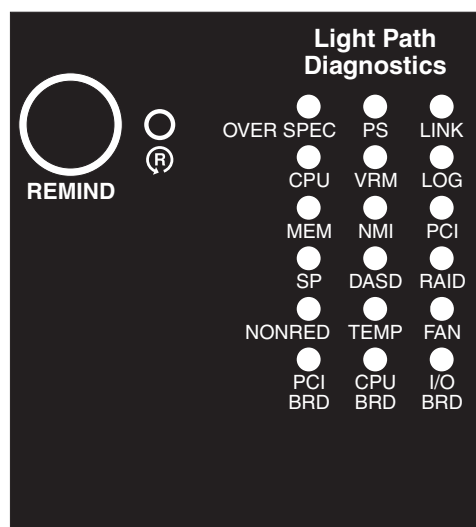 Light Path
Diagnostics
OVER SPEC PS LINK
REMIND
CPU VRM LOG
MEM NMI PCI
SP DASD RAID
NONRED TEMP FAN
PCI CPU I/O
BRD BRD BRD
R